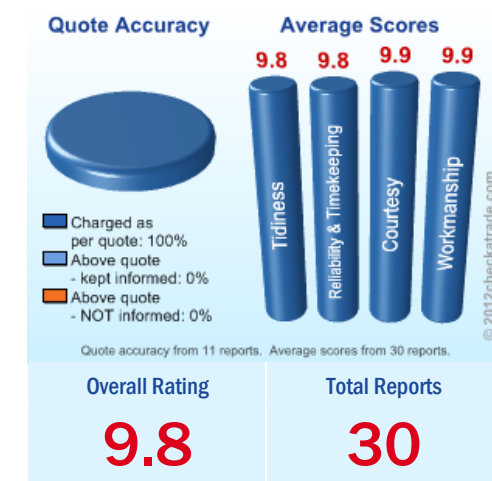 Quote Accuracy
Average Scores
9.8 9.8 9.9 9.9
Tidiness
Reliability & Timekeeping
Courtesy
Workmanship
Charged as
per quote: 100%
Above quote
- kept informed: 0%
Above quote
- NOT informed: 0%
© 2012checkatrade.com
Quote accuracy from 11 reports. Average scores from 30 reports.
Overall Rating
9.8
Total Reports
30